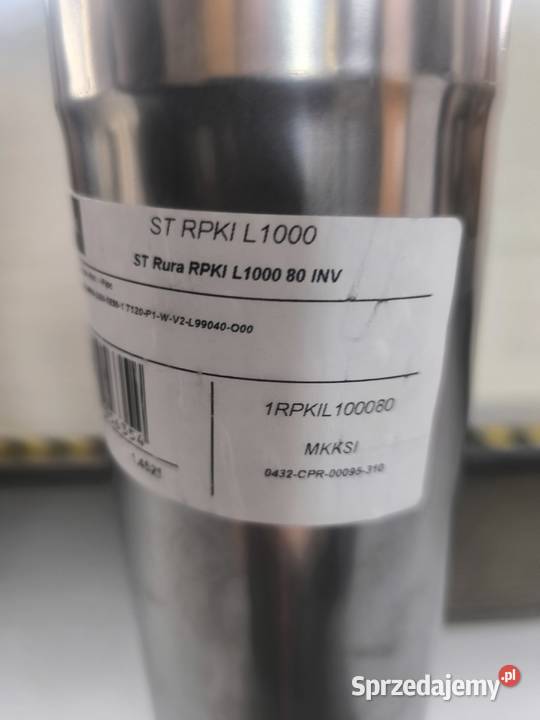 ST RPKI L1000
ST Rura RPKI L1000 80 INV
T120-P1-W-V2-L99040-O00
1RPKIL100080
MKKSI
0432-CPR-00095-310
1.4521
Sprzedajemy.pl